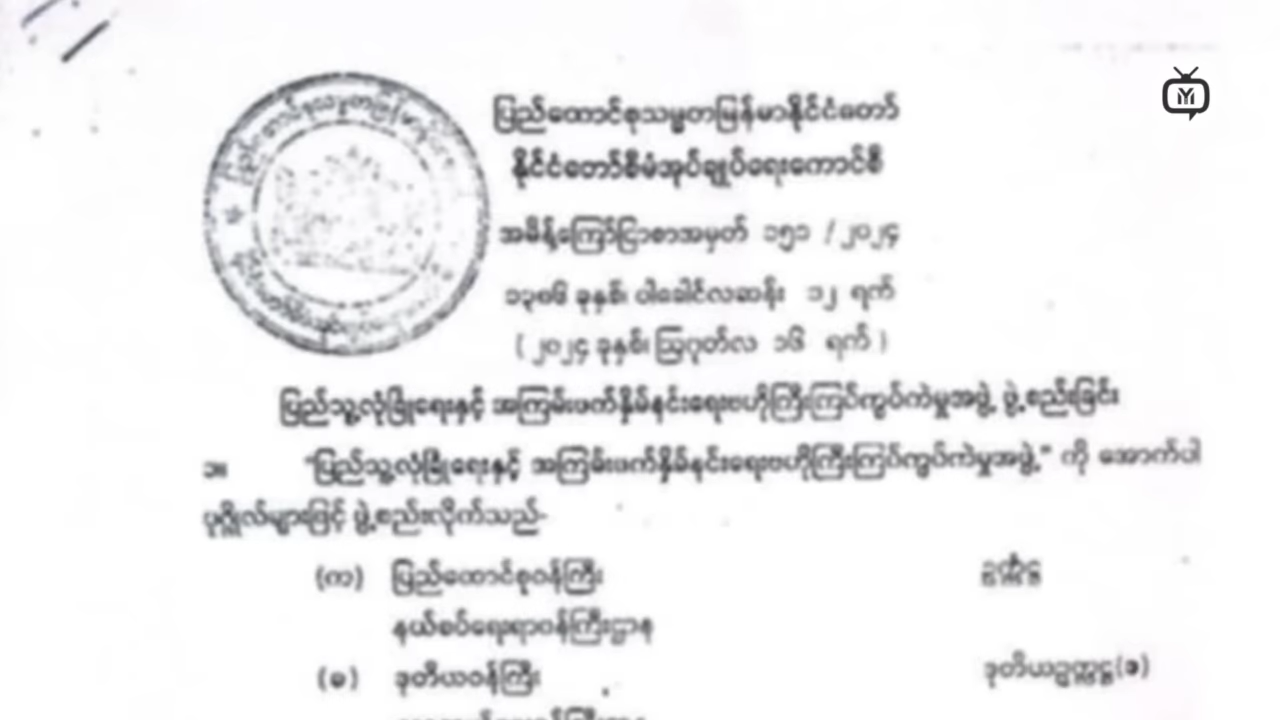 ပြည်ထောင်စုသမ္မတမြန်မာနိုင်ငံတော်
နိုင်ငံတော်စီမံအုပ်ချုပ်ရေးကောင်စီ
အမိန့်ကြော်ငြာစာအမှတ် ၁၅၁ /၂၀၂၄
၁၃၈၆ ခုနှစ်၊ ဝါခေါင်လဆန်း ၁၂ ရက်
( ၂၀၂၄ ခုနှစ်၊ ဩဂုတ်လ ၁၆ ရက် )
ပြည်သူ့လုံခြုံရေးနှင့် အကြမ်းဖက်နှိမ်နင်းရေးဗဟိုကြီးကြပ်ကွပ်ကဲမှုအဖွဲ့ ဖွဲ့စည်းခြင်း
၁။ "ပြည်သူ့လုံခြုံရေးနှင့် အကြမ်းဖက်နှိမ်နင်းရေးဗဟိုကြီးကြပ်ကွပ်ကဲမှုအဖွဲ့" ကို အောက်ပါ
ပုဂ္ဂိုလ်များဖြင့် ဖွဲ့စည်းလိုက်သည်-
(က) ပြည်ထောင်စုဝန်ကြီး ဥက္ကဋ္ဌ
နယ်စပ်ရေးရာဝန်ကြီးဌာန
(ခ) ဒုတိယဝန်ကြီး ဒုတိယဥက္ကဋ္ဌ(၁)